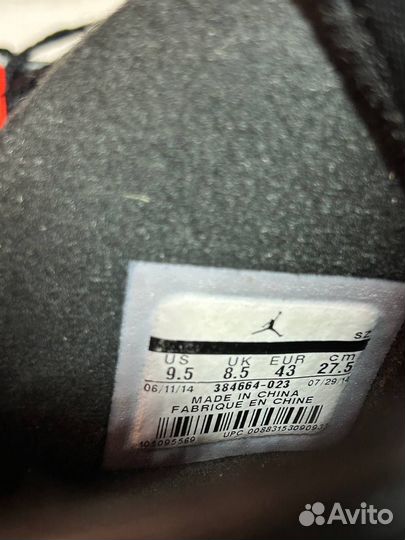 SZ
US UK EUR cm
9.5 8.5 43 27.5
06/11/14 384664-023 07/29/14
MADE IN CHINA
FABRIQUE EN CHINE
UPC
Avito